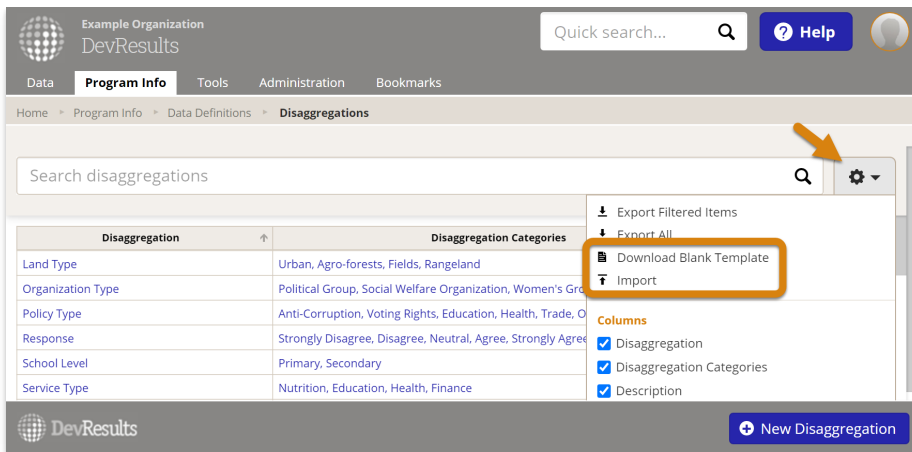 Example Organization
DevResults
Quick search...
Help
Data Program Info Tools Administration Bookmarks
Home Program Info Data Definitions Disaggregations
Search disaggregations
Export Filtered Items
Export All
Download Blank Template
Import
Columns
Disaggregation
Disaggregation Categories
Description
Disaggregation Disaggregation Categories
Land Type Urban, Agro-forests, Fields, Rangeland
Organization Type Political Group, Social Welfare Organization, Women's
Policy Type Anti-Corruption, Voting Rights, Education, Health, Trade,
Response Strongly Disagree, Disagree, Neutral, Agree, Strongly Agree
School Level Primary, Secondary
Service Type Nutrition, Education, Health, Finance
DevResults
New Disaggregation